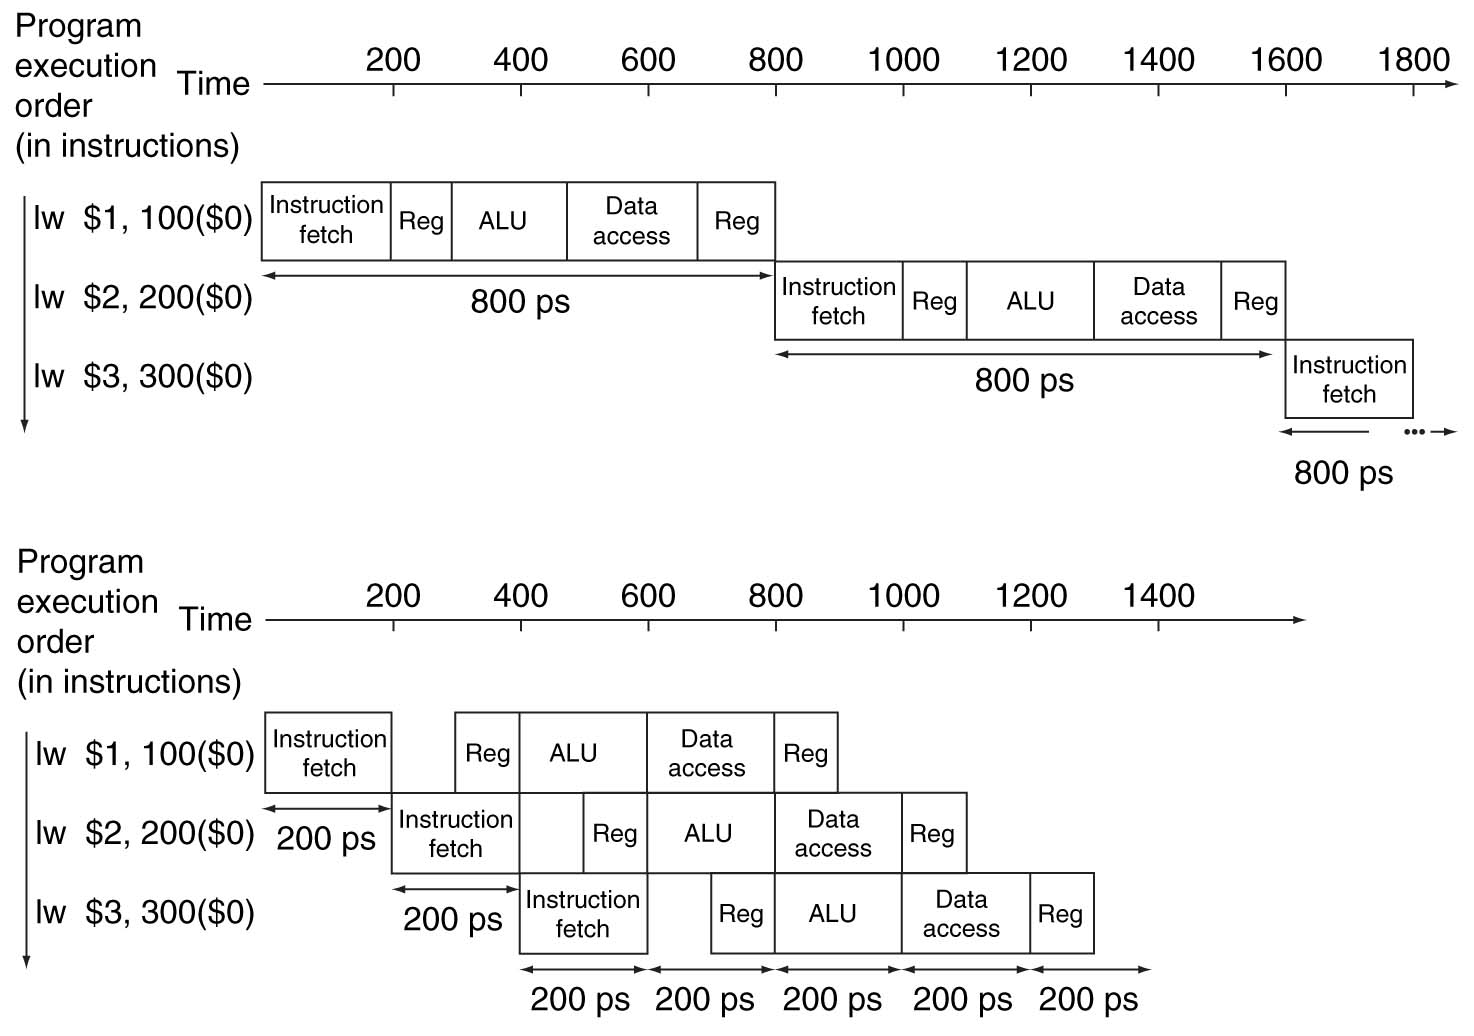 Program
execution
order
(in instructions)
Time
200 400 600 800 1000 1200 1400 1600 1800
lw $1, 100($0)
Instruction
fetch
Reg
ALU
Data
access
Reg
800 ps
lw $2, 200($0)
Instruction
fetch
Reg
ALU
Data
access
Reg
800 ps
lw $3, 300($0)
Instruction
fetch
...
800 ps
Program
execution
order
(in instructions)
Time
200 400 600 800 1000 1200 1400
lw $1, 100($0)
Instruction
fetch
Reg
ALU
Data
access
Reg
200 ps
lw $2, 200($0)
Instruction
fetch
Reg
ALU
Data
access
Reg
200 ps
lw $3, 300($0)
Instruction
fetch
Reg
ALU
Data
access
Reg
200 ps 200 ps 200 ps 200 ps 200 ps